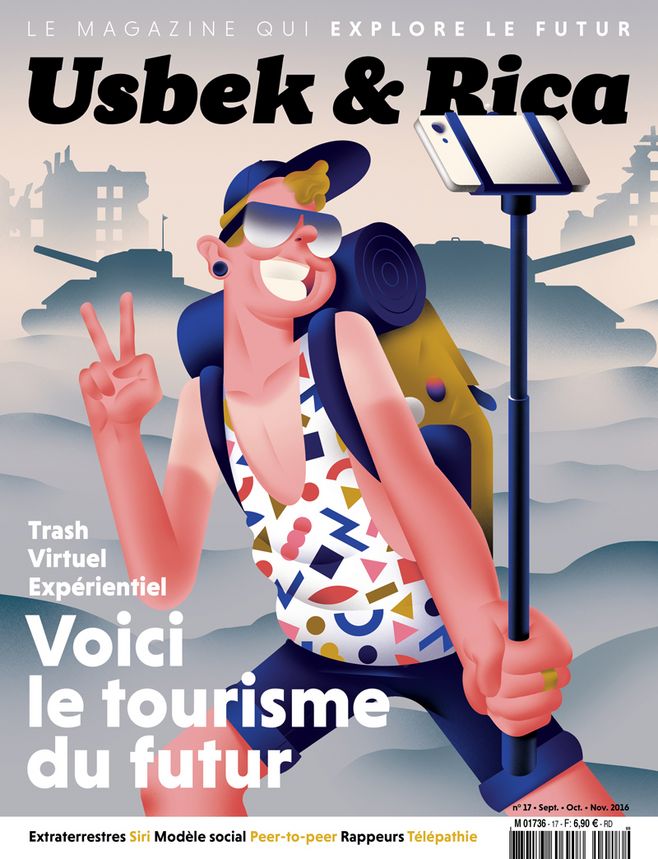 LE MAGAZINE QUI EXPLORE LE FUTUR
Usbek & Rica
Trash
Virtuel
Expérientiel
Voici
le tourisme
du futur
n° 17 • Sept. • Oct. • Nov. 2016
M 01736 - 17 - F: 6,90 € - RD
Extraterrestres Siri Modèle social Peer-to-peer Rappeurs Télépathie